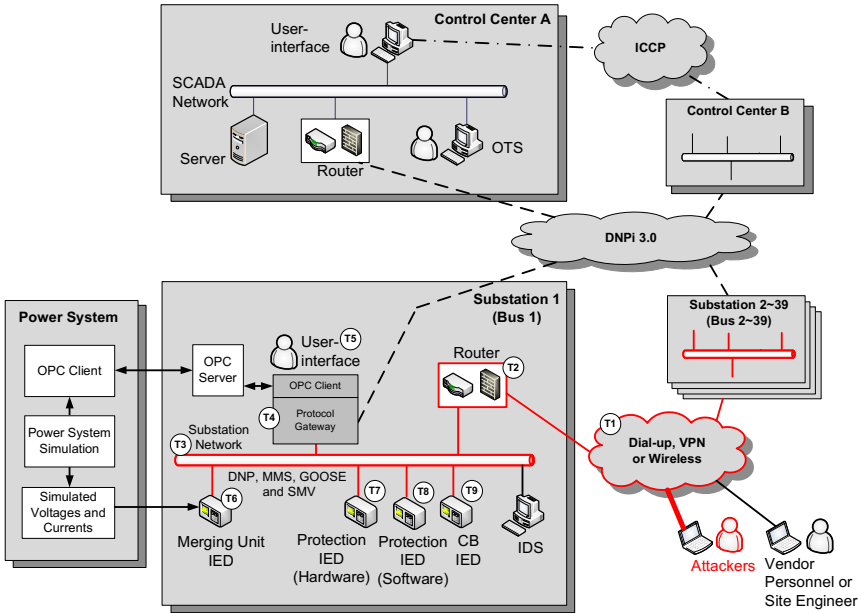 Control Center A
User-
interface
SCADA
Network
Server
Router
OTS
ICCP
Control Center B
DNPi 3.0
Power System
OPC Client
Power System
Simulation
Simulated
Voltages and
Currents
Substation 1
(Bus 1)
OPC
Server
User-
interface
T5
OPC Client
Protocol
Gateway
T4
Router
T2
T3
Substation
Network
DNP, MMS, GOOSE
and SMV
T6
Merging Unit
IED
T7
Protection
IED
(Hardware)
T8
Protection
IED
(Software)
T9
CB
IED
IDS
Substation 2~39
(Bus 2~39)
T1
Dial-up, VPN
or Wireless
Attackers
Vendor
Personnel or
Site Engineer